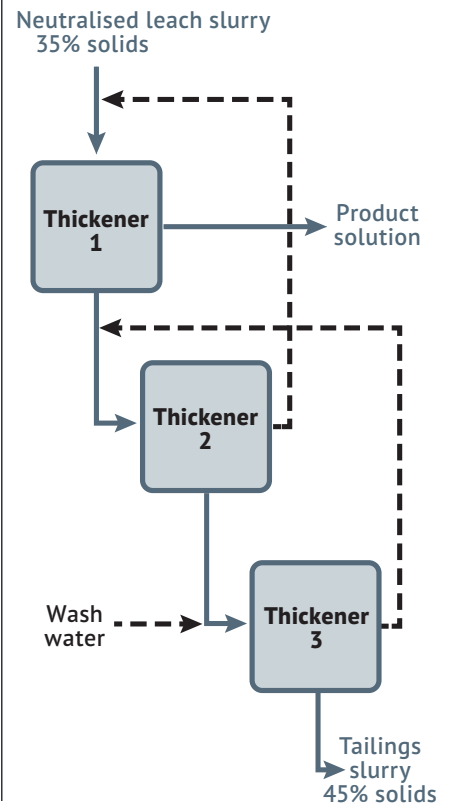 Neutralised leach slurry
35% solids
Thickener
1
Product
solution
Thickener
2
Wash
water
Thickener
3
Tailings
slurry
45% solids